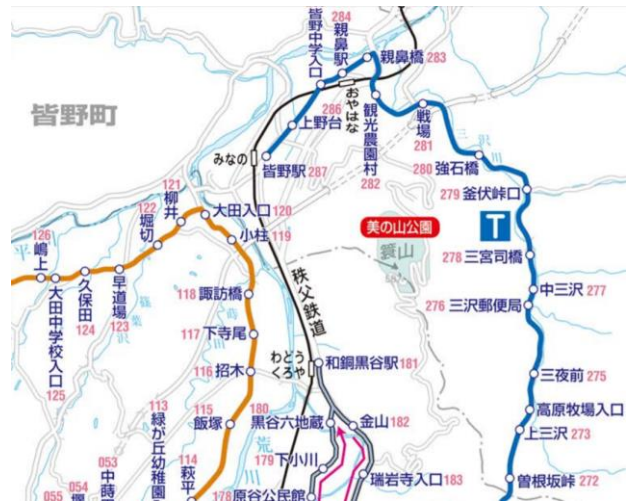 284
親鼻駅
皆野中学入口
親鼻橋 283
おやはな
286
上野台
観光農園村
282
戦場
281
三沢川
280 強石橋
279 釜伏峠口
皆野町
みなの
皆野駅 287
121
柳井
大田入口 120
122
堀切
小柱 119
126
嶋上
平
大田中学校入口
125
久保田
124
早道場
123
美の山公園
蓑山
T
278 三宮司橋
中三沢 277
276 三沢郵便局
秩父鉄道
118 諏訪橋
117 下寺尾
116 招木
わどうくろや
和銅黒谷駅 181
三夜前 275
高原牧場入口
上三沢 273
曽根坂峠 272
115
飯塚
180
黒谷六地蔵
金山 182
113
緑が丘幼稚園
114
萩平
荒川
179 下小川
178 原谷公民館
瑞岩寺入口 183
053
中蒔
054
055